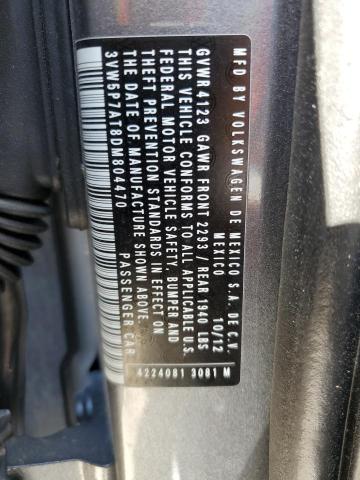 MFD BY VOLKSWAGEN DE MEXICO S.A. DE C.V.
MEXICO 10/12
GVWR 4123 GAWR FRONT 2293 / REAR 1940 LBS
THIS VEHICLE CONFORMS TO ALL APPLICABLE U.S.
FEDERAL MOTOR VEHICLE SAFETY, BUMPER AND
THEFT PREVENTION STANDARDS IN EFFECT ON
THE DATE OF MANUFACTURE SHOWN ABOVE.
3VW5P7AT8DM804470 PASSENGER CAR
4224081 3081 M